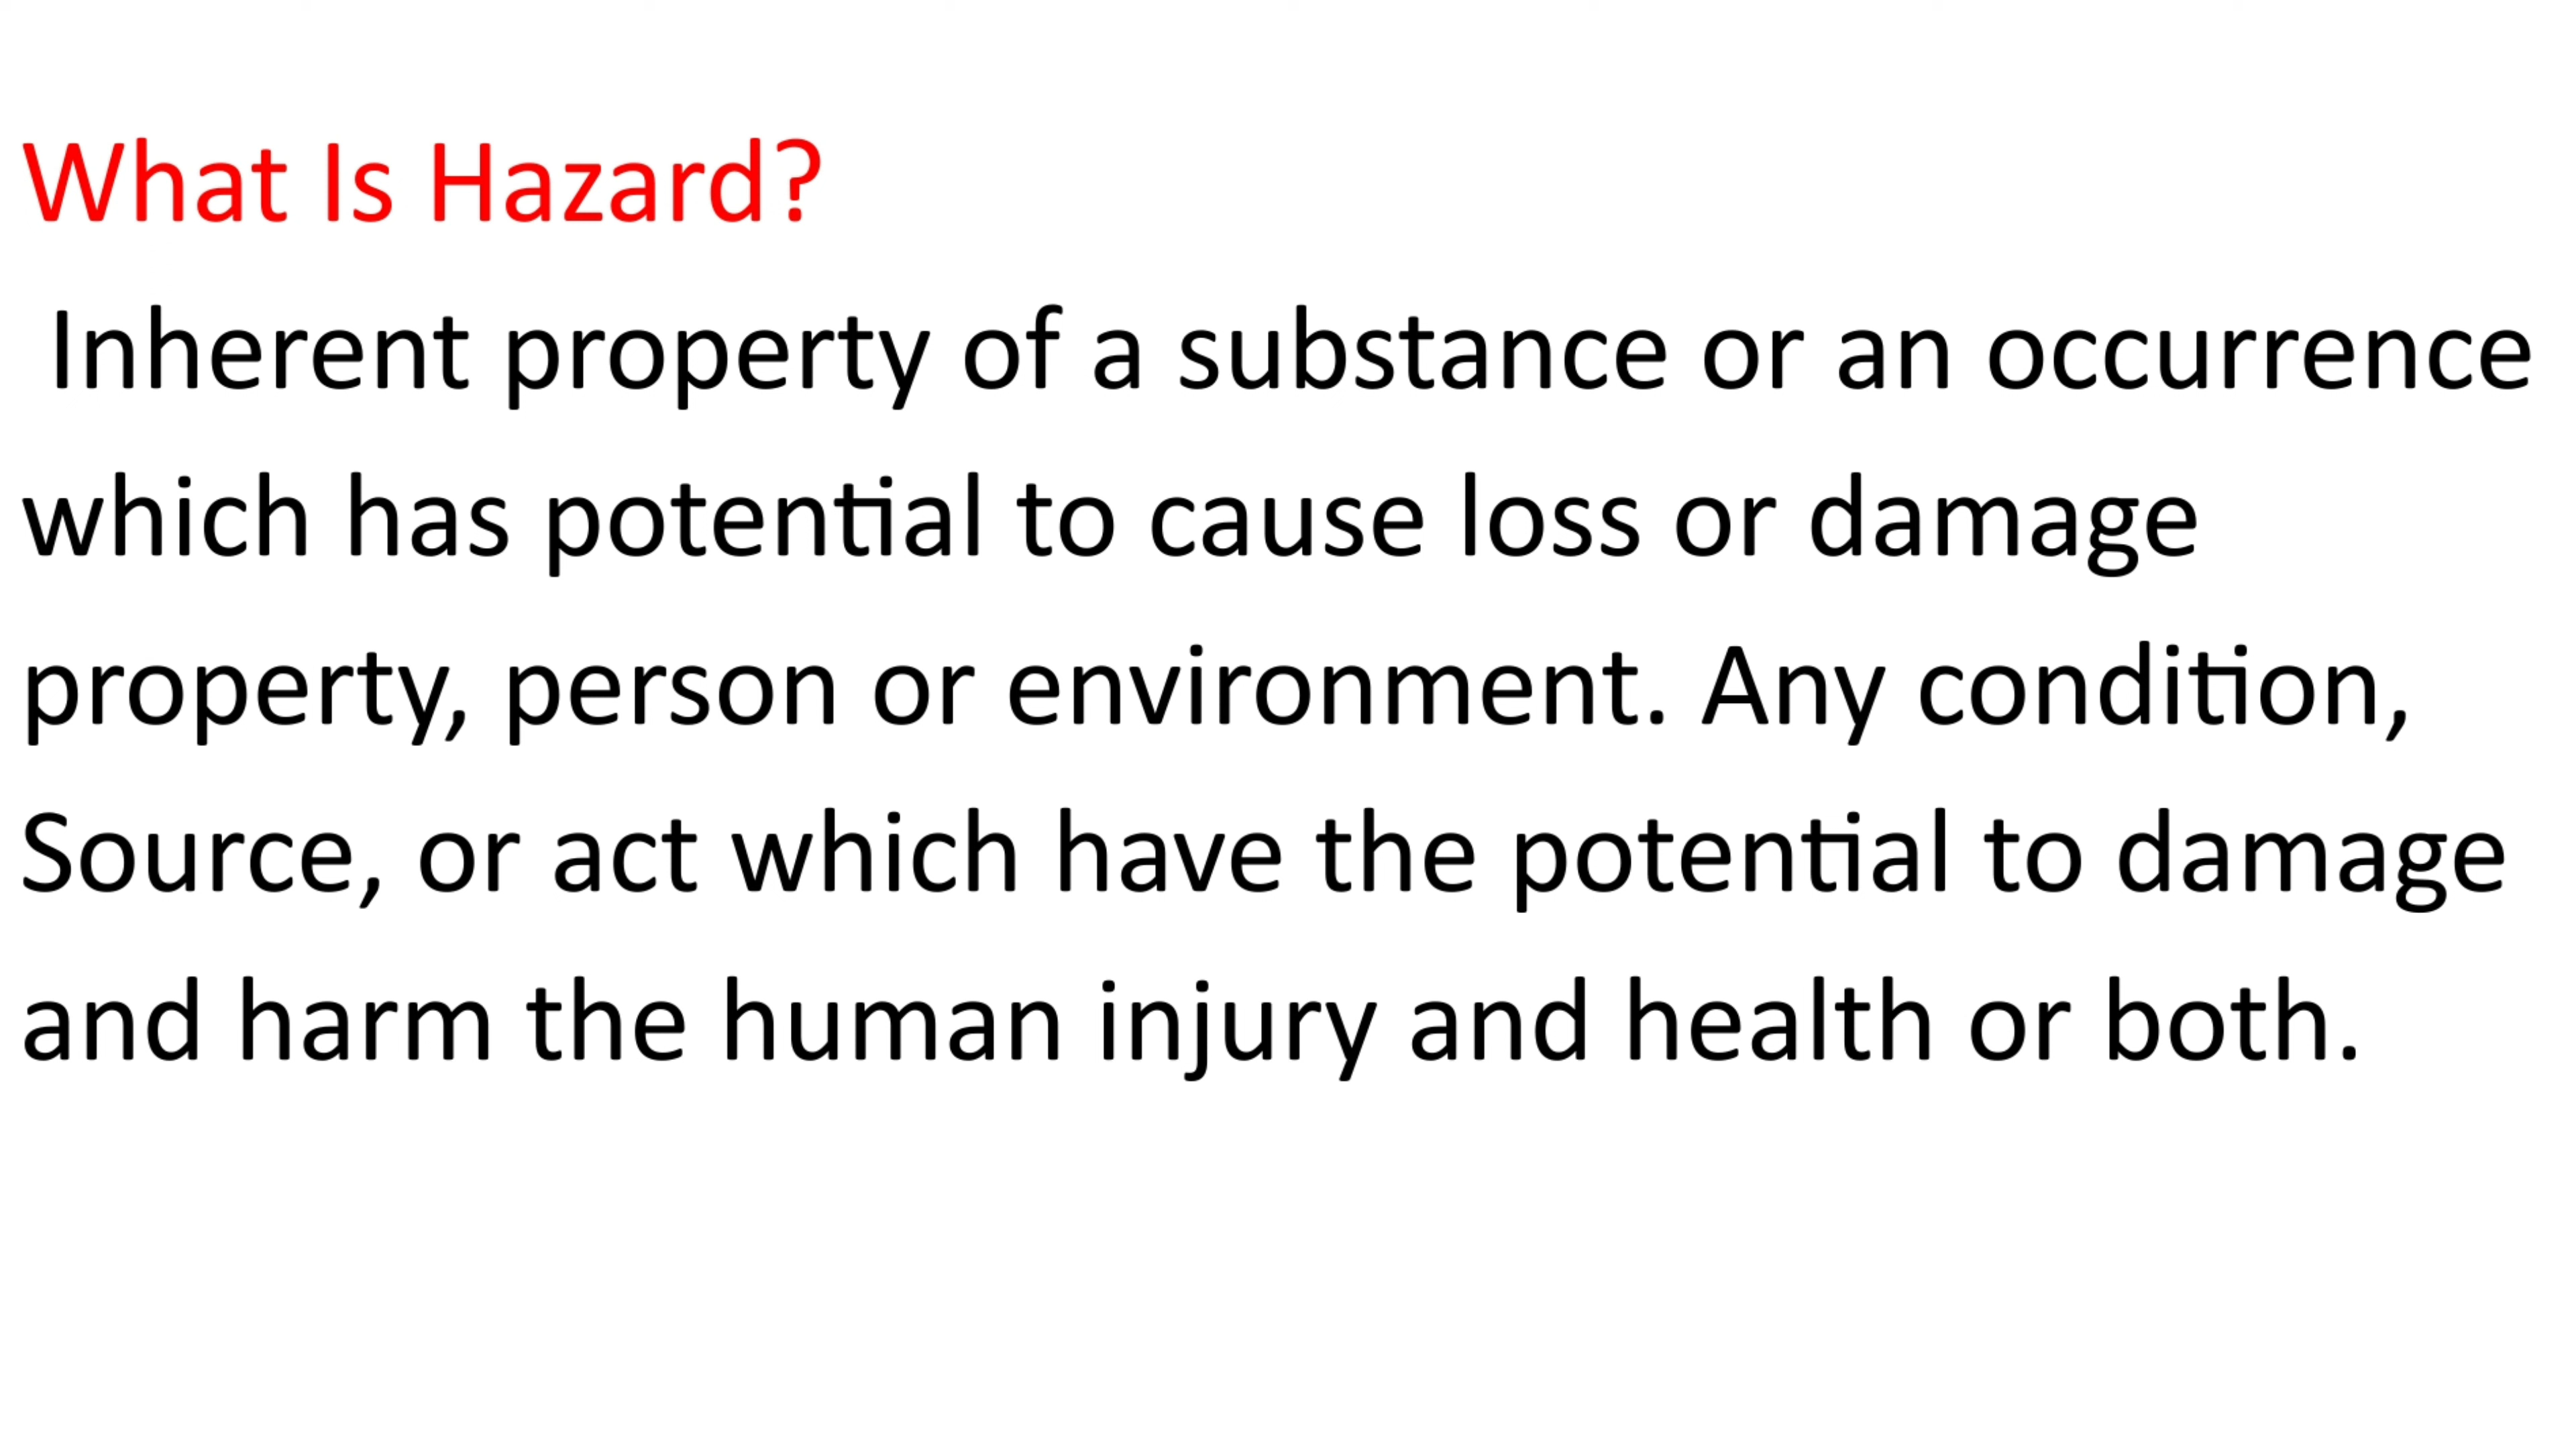 What Is Hazard?
Inherent property of a substance or an occurrence
which has potential to cause loss or damage
property, person or environment. Any condition,
Source, or act which have the potential to damage
and harm the human injury and health or both.